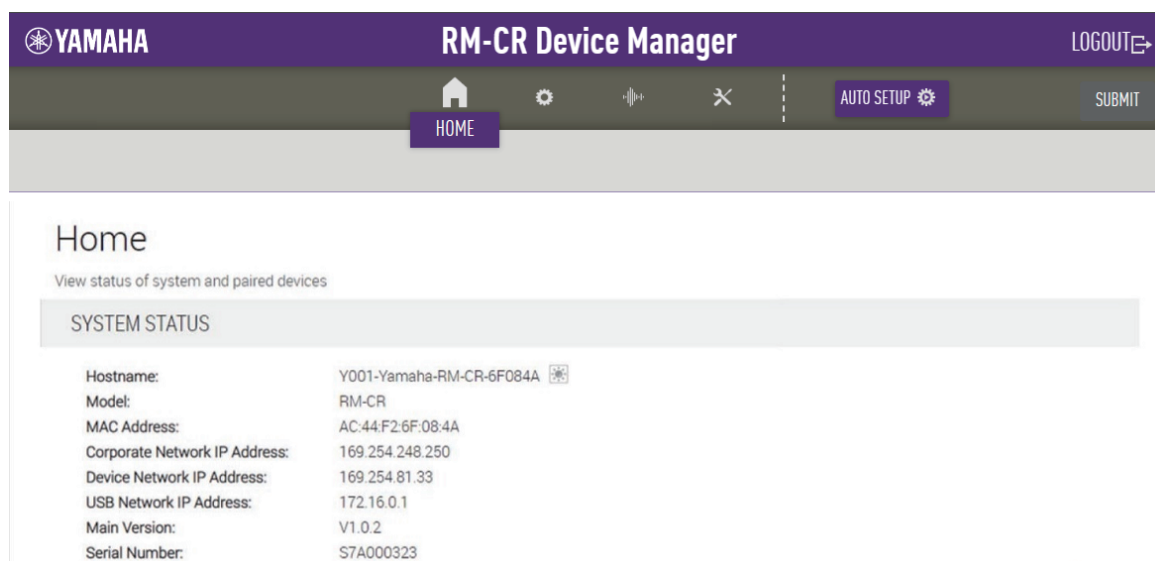 YAMAHA RM-CR Device Manager LOGOUT
AUTO SETUP SUBMIT
HOME
Home
View status of system and paired devices
SYSTEM STATUS
Hostname: Y001-Yamaha-RM-CR-6F084A
Model: RM-CR
MAC Address: AC:44:F2:6F:08:4A
Corporate Network IP Address: 169.254.248.250
Device Network IP Address: 169.254.81.33
USB Network IP Address: 172.16.0.1
Main Version: V1.0.2
Serial Number: S7A000323